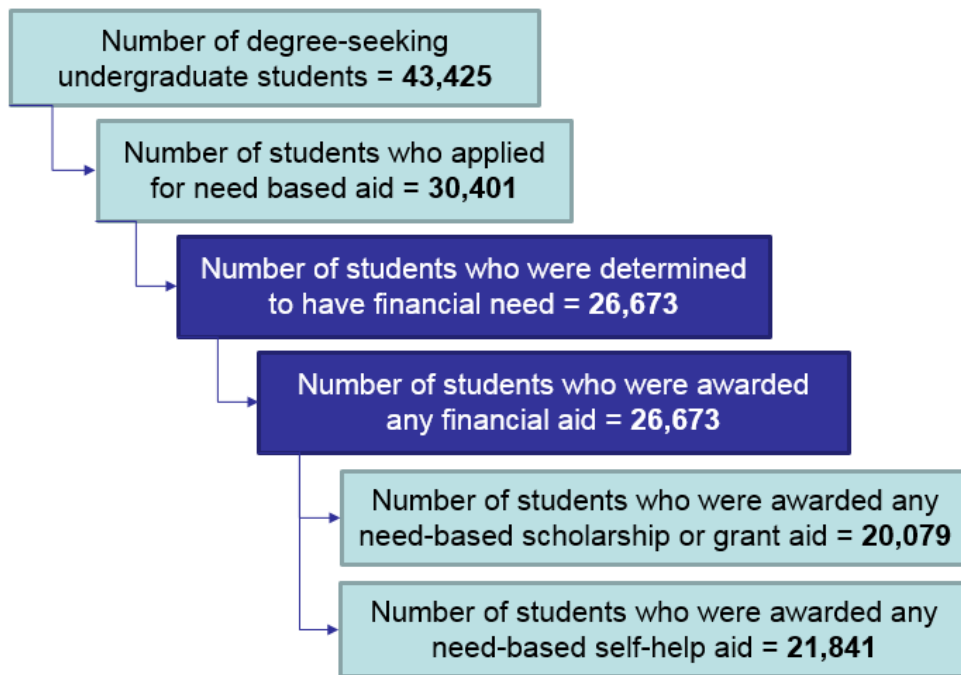 Number of degree-seeking
undergraduate students = 43,425
Number of students who applied
for need based aid = 30,401
Number of students who were determined
to have financial need = 26,673
Number of students who were awarded
any financial aid = 26,673
Number of students who were awarded any
need-based scholarship or grant aid = 20,079
Number of students who were awarded any
need-based self-help aid = 21,841